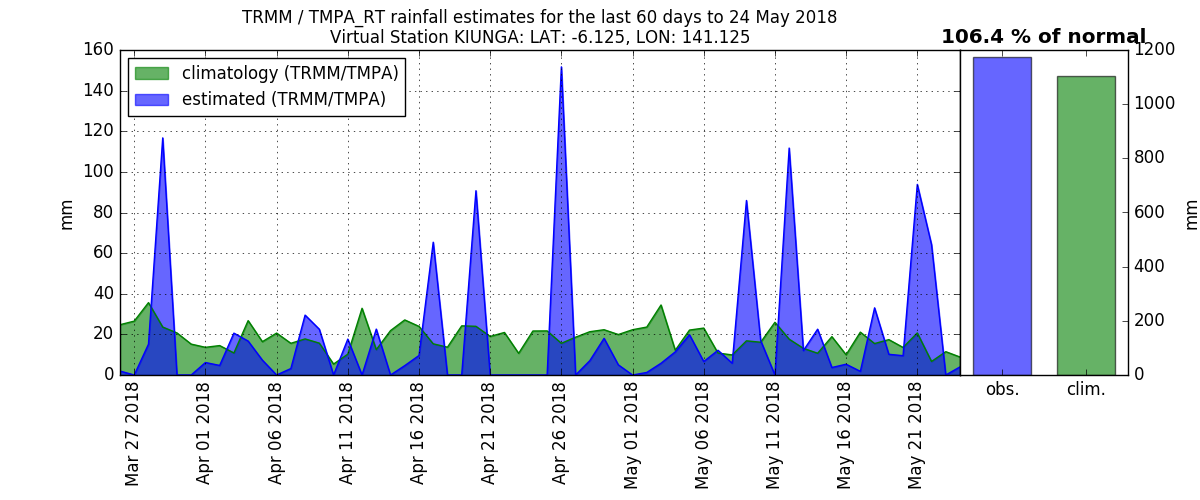 TRMM / TMPA_RT rainfall estimates for the last 60 days to 24 May 2018
Virtual Station KIUNGA: LAT: -6.125, LON: 141.125
106.4 % of normal
climatology (TRMM/TMPA)
estimated (TRMM/TMPA)
160
140
120
100
80
60
40
20
0
mm
Mar 27 2018
Apr 01 2018
Apr 06 2018
Apr 11 2018
Apr 16 2018
Apr 21 2018
Apr 26 2018
May 01 2018
May 06 2018
May 11 2018
May 16 2018
May 21 2018
1200
1000
800
600
400
200
0
mm
obs.
clim.